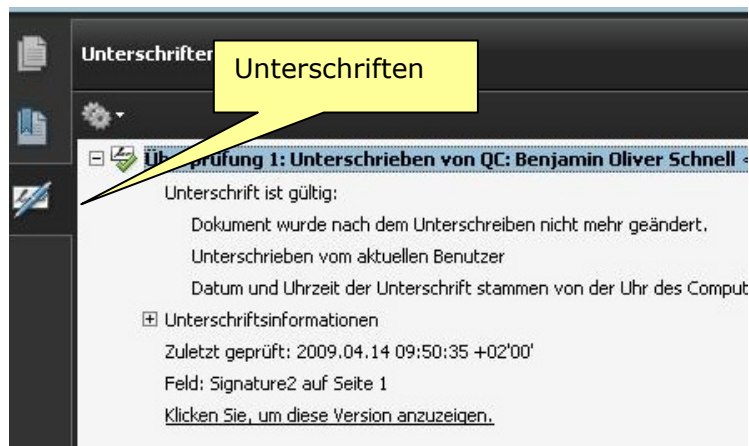 Unterschriften
Unterschriften
Überprüfung 1: Unterschrieben von QC: Benjamin Oliver Schnell <
Unterschrift ist gültig:
Dokument wurde nach dem Unterschreiben nicht mehr geändert.
Unterschrieben vom aktuellen Benutzer
Datum und Uhrzeit der Unterschrift stammen von der Uhr des Comput
Unterschriftsinformationen
Zuletzt geprüft: 2009.04.14 09:50:35 +02'00'
Feld: Signature2 auf Seite 1
Klicken Sie, um diese Version anzuzeigen.